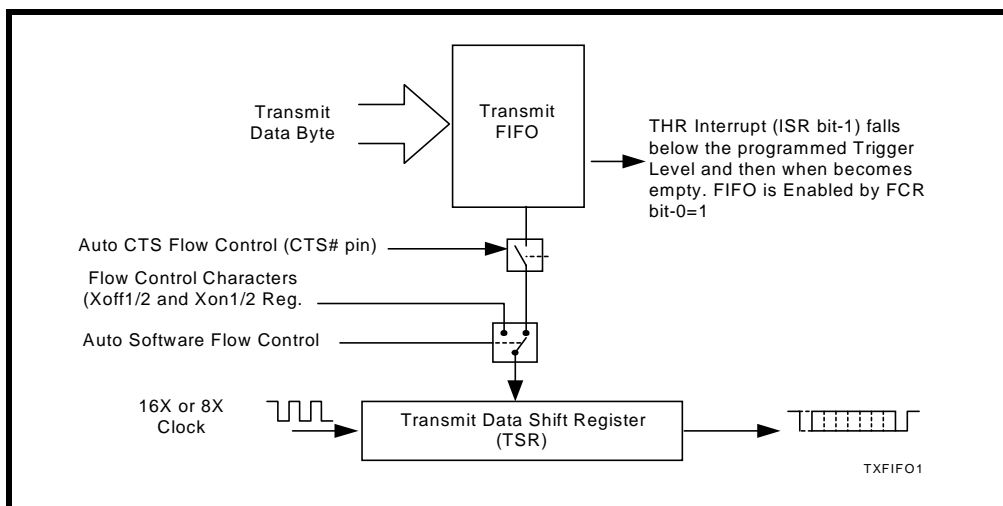 Transmit
Data Byte
Transmit
FIFO
THR Interrupt (ISR bit-1) falls
below the programmed Trigger
Level and then when becomes
empty. FIFO is Enabled by FCR
bit-0=1
Auto CTS Flow Control (CTS# pin)
Flow Control Characters
(Xoff1/2 and Xon1/2 Reg.
Auto Software Flow Control
16X or 8X
Clock
Transmit Data Shift Register
(TSR)
TXFIFO1